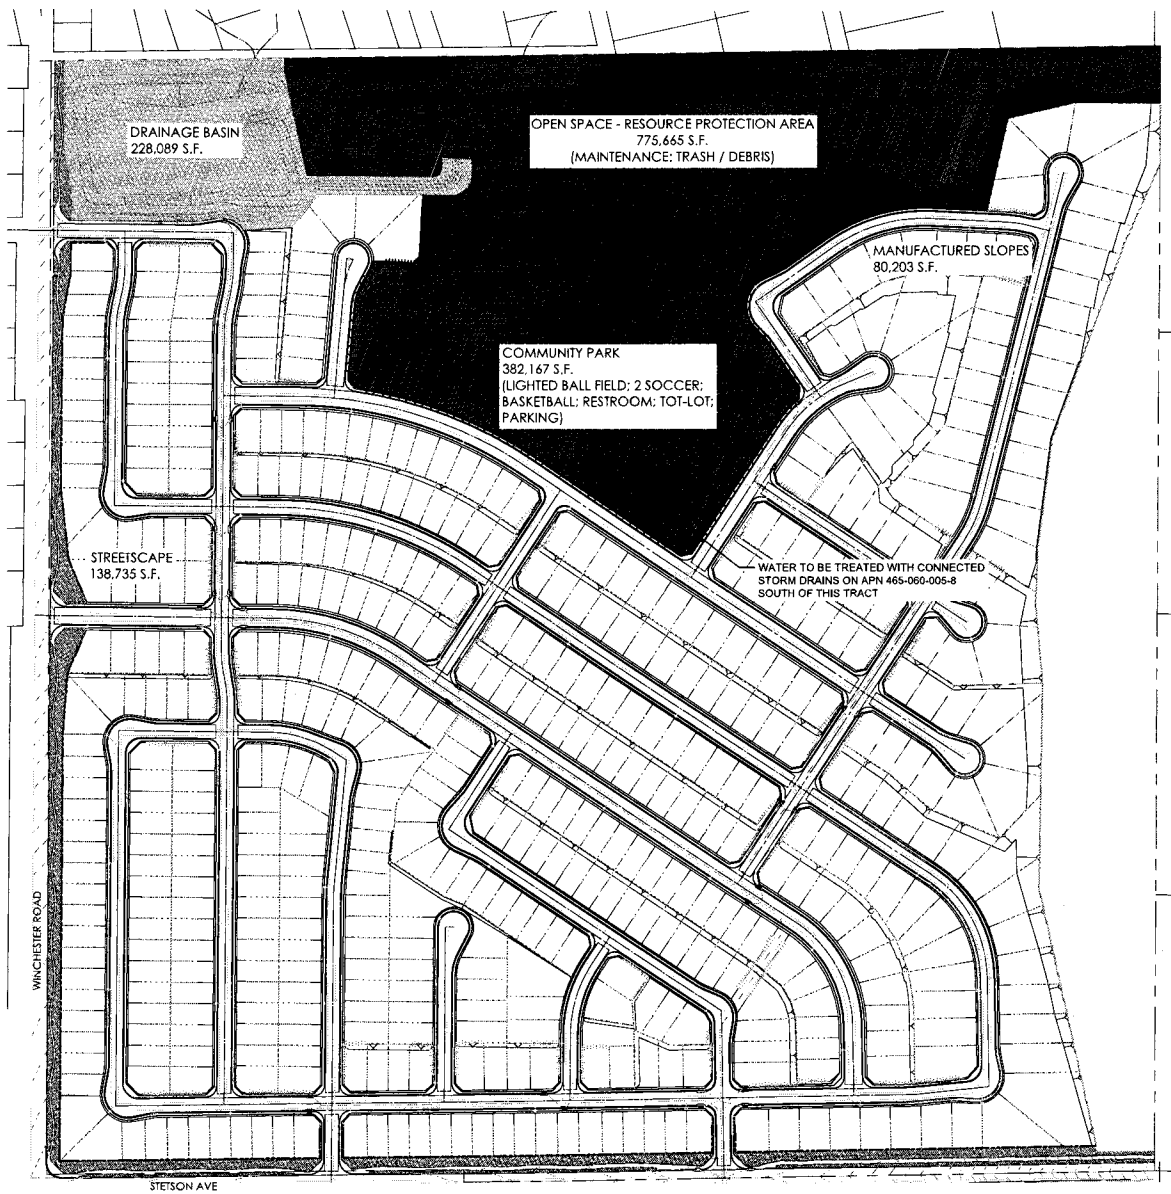 DRAINAGE BASIN
228,089 S.F.
OPEN SPACE - RESOURCE PROTECTION AREA
775,665 S.F.
(MAINTENANCE: TRASH / DEBRIS)
MANUFACTURED SLOPES
80,203 S.F.
COMMUNITY PARK
382,167 S.F.
(LIGHTED BALL FIELD; 2 SOCCER;
BASKETBALL; RESTROOM; TOT-LOT;
PARKING)
STREETSCAPE
138,735 S.F.
WATER TO BE TREATED WITH CONNECTED
STORM DRAINS ON APN 465-060-005-8
SOUTH OF THIS TRACT
WINCHESTER ROAD
STETSON AVE